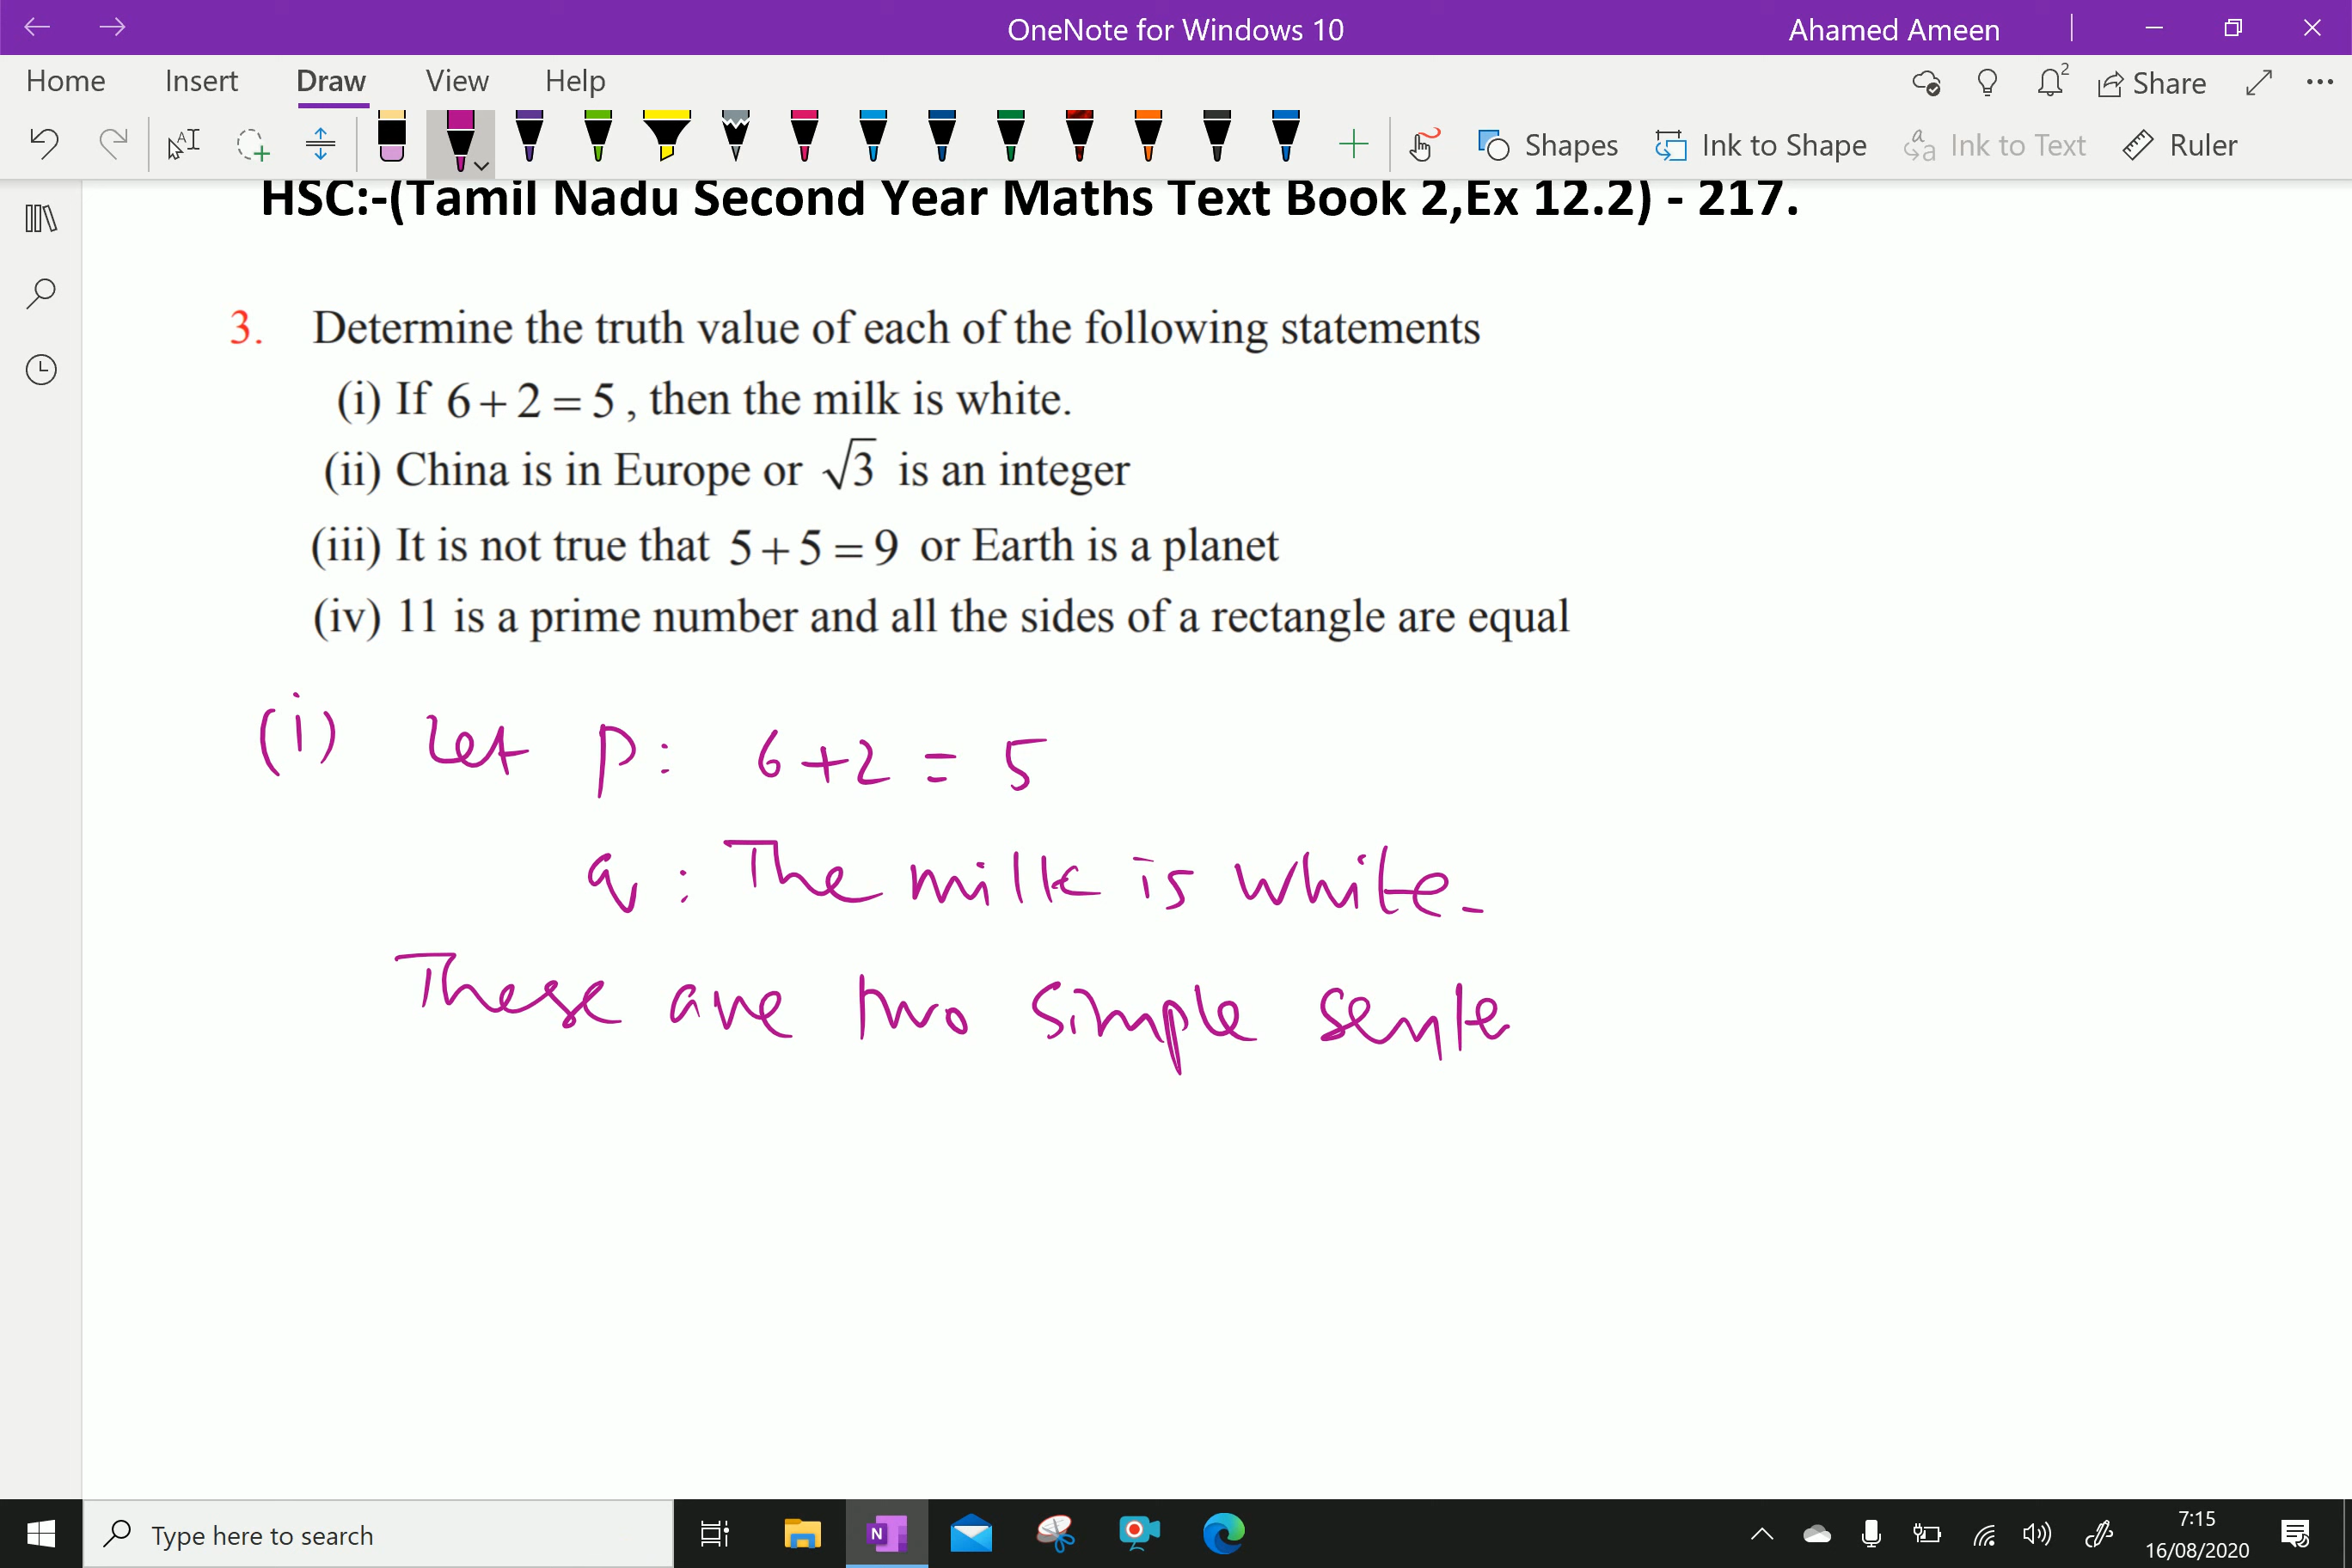 OneNote for Windows 10
Ahamed Ameen
Home Insert Draw View Help
2 Share
Shapes Ink to Shape Ink to Text Ruler
HSC:-(Tamil Nadu Second Year Maths Text Book 2,Ex 12.2) - 217.
3. Determine the truth value of each of the following statements
(i) If 6+2=5, then the milk is white.
(ii) China is in Europe or √3 is an integer
(iii) It is not true that 5+5=9 or Earth is a planet
(iv) 11 is a prime number and all the sides of a rectangle are equal
(i) Let p: 6+2 = 5
q: The milk is white.
These are two simple sente
Type here to search
7:15
16/08/2020